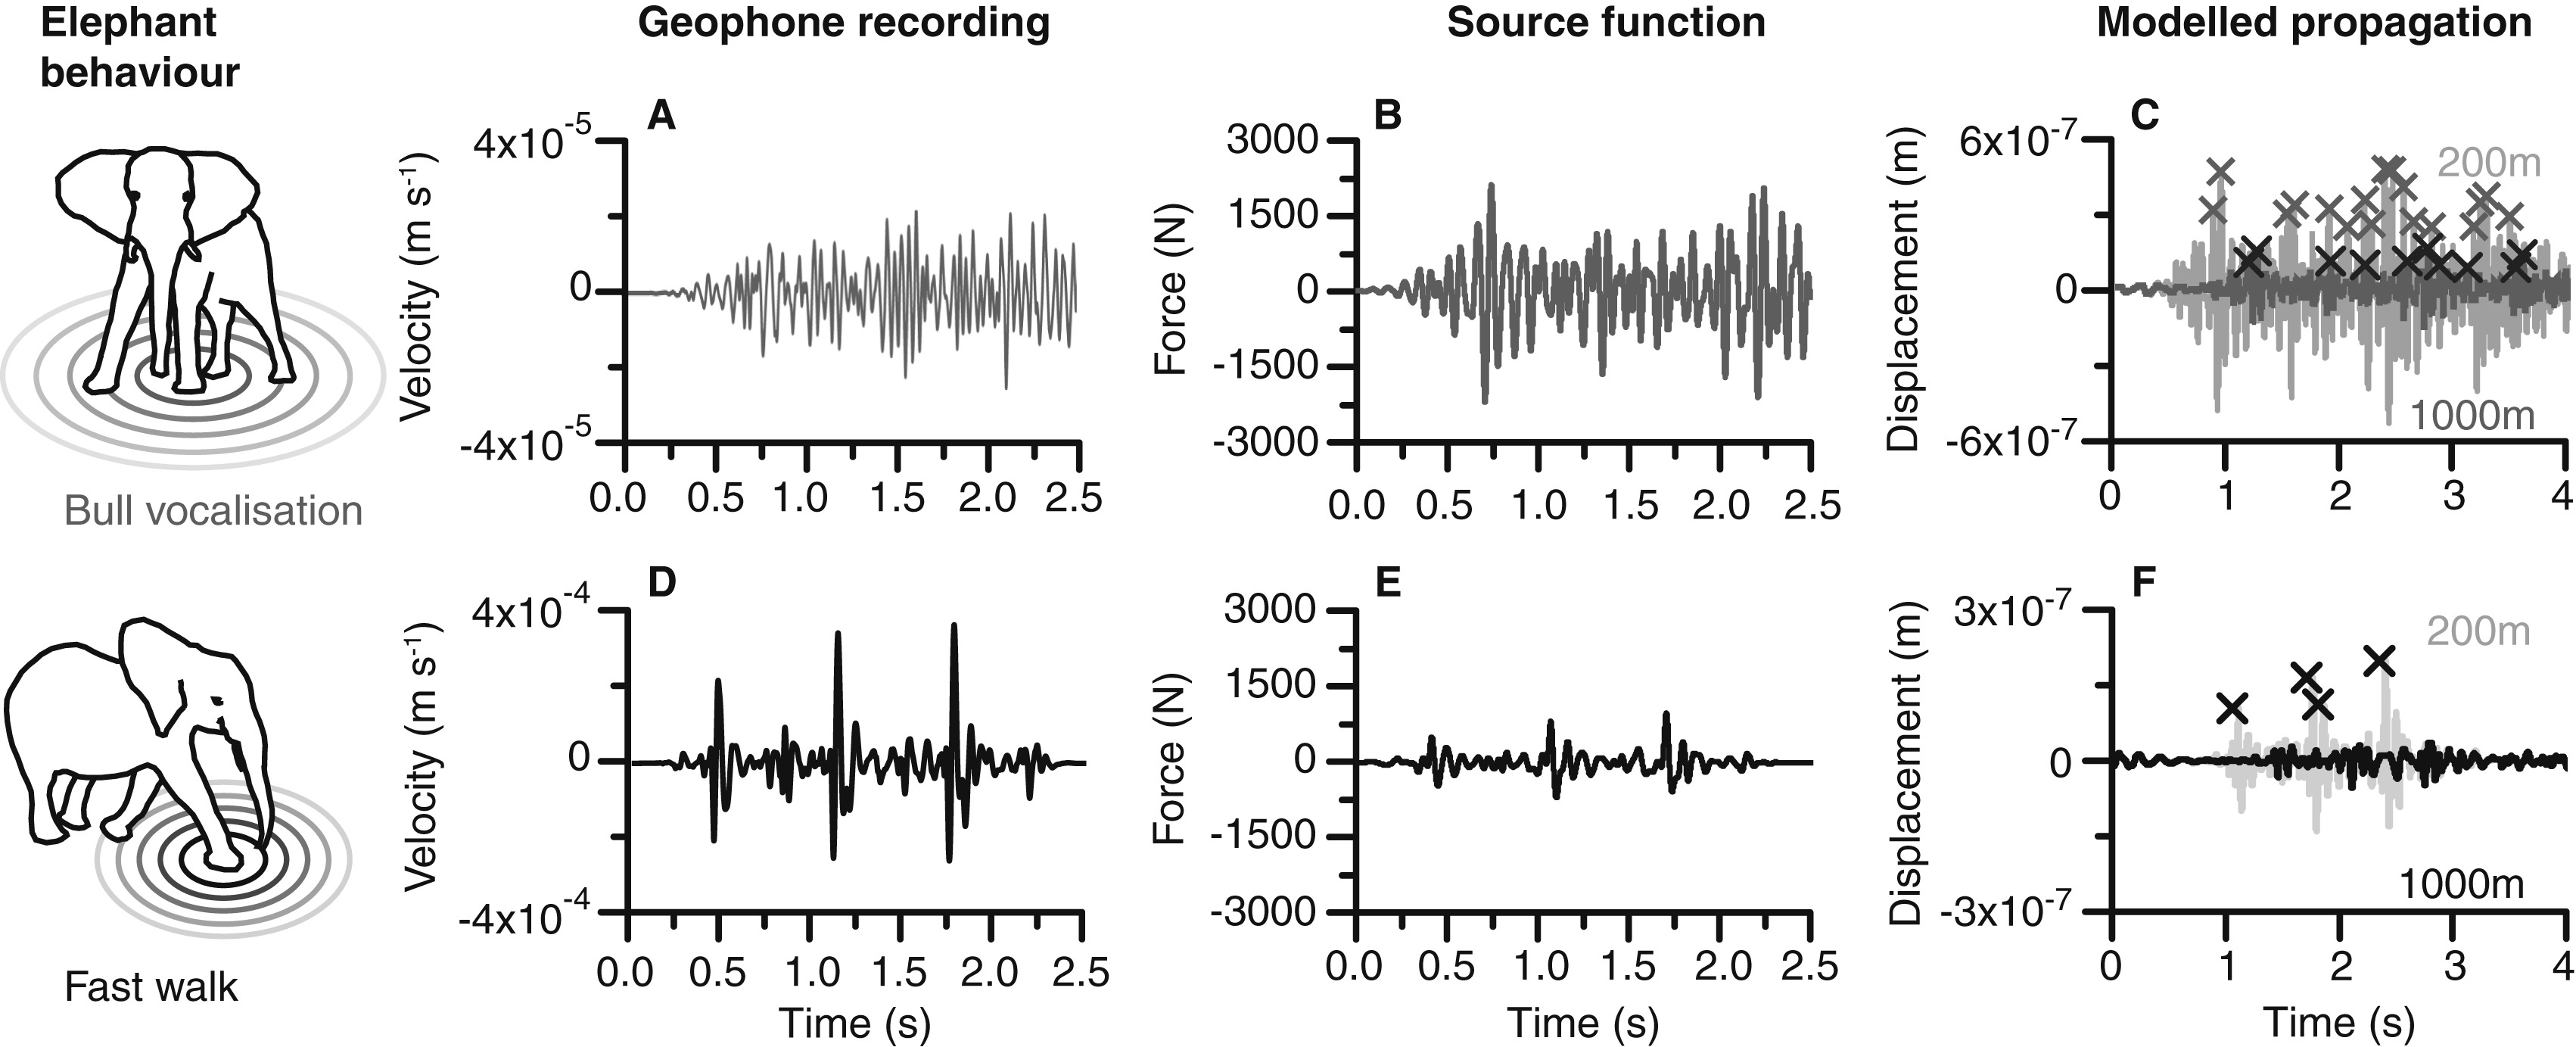 Elephant
behaviour
Geophone recording
Source function
Modelled propagation
A
4x10⁻⁵
0
-4x10⁻⁵
Velocity (m s⁻¹)
0.0 0.5 1.0 1.5 2.0 2.5
B
3000
1500
0
-1500
-3000
Force (N)
0.0 0.5 1.0 1.5 2.0 2.5
C
6x10⁻⁷
0
-6x10⁻⁷
Displacement (m)
200m
1000m
0 1 2 3 4
Bull vocalisation
D
4x10⁻⁴
0
-4x10⁻⁴
Velocity (m s⁻¹)
0.0 0.5 1.0 1.5 2.0 2.5
Time (s)
E
3000
1500
0
-1500
-3000
Force (N)
0.0 0.5 1.0 1.5 2.0 2.5
Time (s)
F
3x10⁻⁷
0
-3x10⁻⁷
Displacement (m)
200m
1000m
0 1 2 3 4
Time (s)
Fast walk